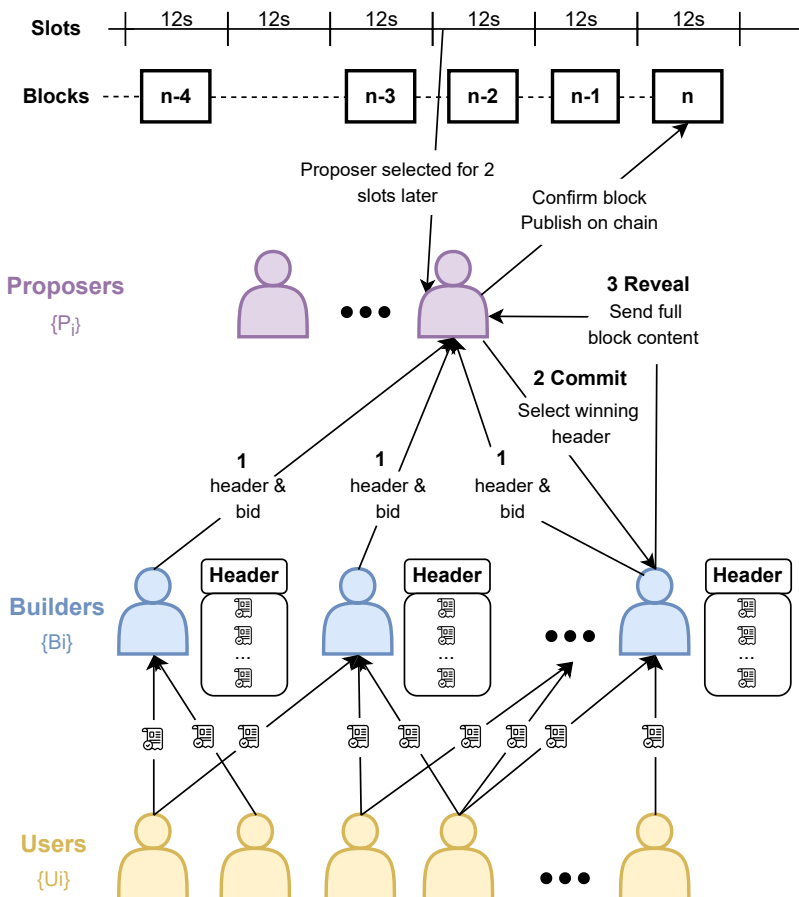 Slots
12s 12s 12s 12s 12s 12s
Blocks
n-4 n-3 n-2 n-1 n
Proposer selected for 2
slots later
Confirm block
Publish on chain
Proposers
{Pi}
3 Reveal
Send full
block content
2 Commit
Select winning
header
1
header &
bid
1
header &
bid
1
header &
bid
Builders
{Bi}
Header
...
Header
...
Header
...
Users
{Ui}